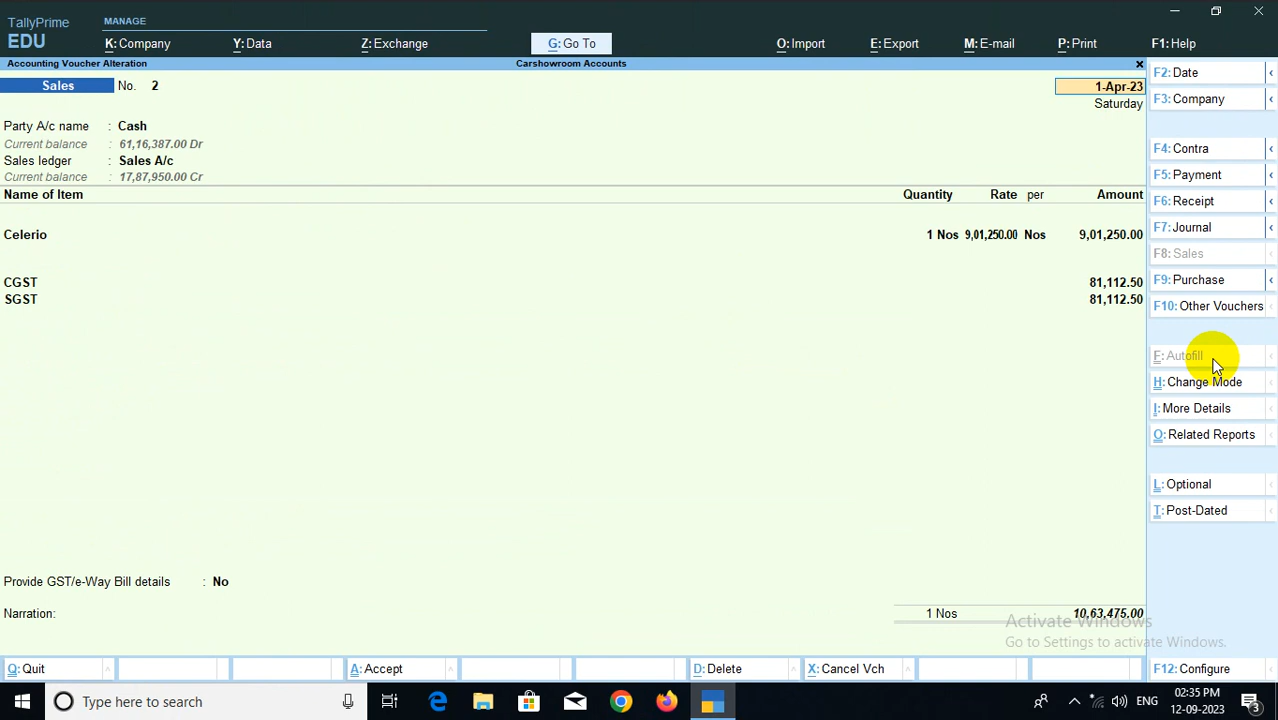 TallyPrime
EDU
MANAGE
K: Company
Y: Data
Z: Exchange
G: Go To
O: Import
E: Export
M: E-mail
P: Print
F1: Help
Accounting Voucher Alteration
Carshowroom Accounts
×
Sales No. 2
1-Apr-23
Saturday
Party A/c name : Cash
Current balance : 61,16,387.00 Dr
Sales ledger : Sales A/c
Current balance : 17,87,950.00 Cr
Name of Item Quantity Rate per Amount
Celerio 1 Nos 9,01,250.00 Nos 9,01,250.00
CGST 81,112.50
SGST 81,112.50
Provide GST/e-Way Bill details : No
Narration: 1 Nos 10,63,475.00
F2: Date
F3: Company
F4: Contra
F5: Payment
F6: Receipt
F7: Journal
F8: Sales
F9: Purchase
F10: Other Vouchers
F: Autofill
H: Change Mode
I: More Details
O: Related Reports
L: Optional
T: Post-Dated
Activate Windows
Go to Settings to activate Windows.
Q: Quit
A: Accept
D: Delete
X: Cancel Vch
F12: Configure
Type here to search
ENG
02:35 PM
12-09-2023
3